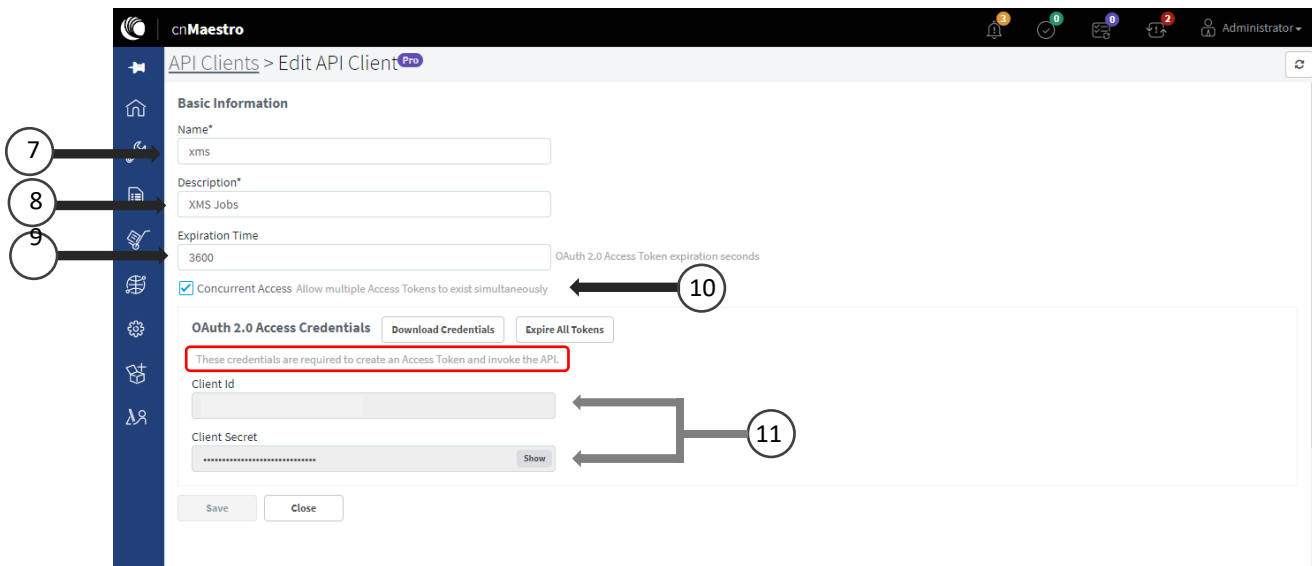 cnMaestro
3
0
0
2
Administrator
API Clients > Edit API Client Pro
Basic Information
Name*
7
xms
Description*
8
XMS Jobs
9
Expiration Time
3600
OAuth 2.0 Access Token expiration seconds
Concurrent Access Allow multiple Access Tokens to exist simultaneously
10
OAuth 2.0 Access Credentials
Download Credentials
Expire All Tokens
These credentials are required to create an Access Token and invoke the API.
Client Id
11
Client Secret
••••••••••••••••••••••••••••••
Show
Save
Close